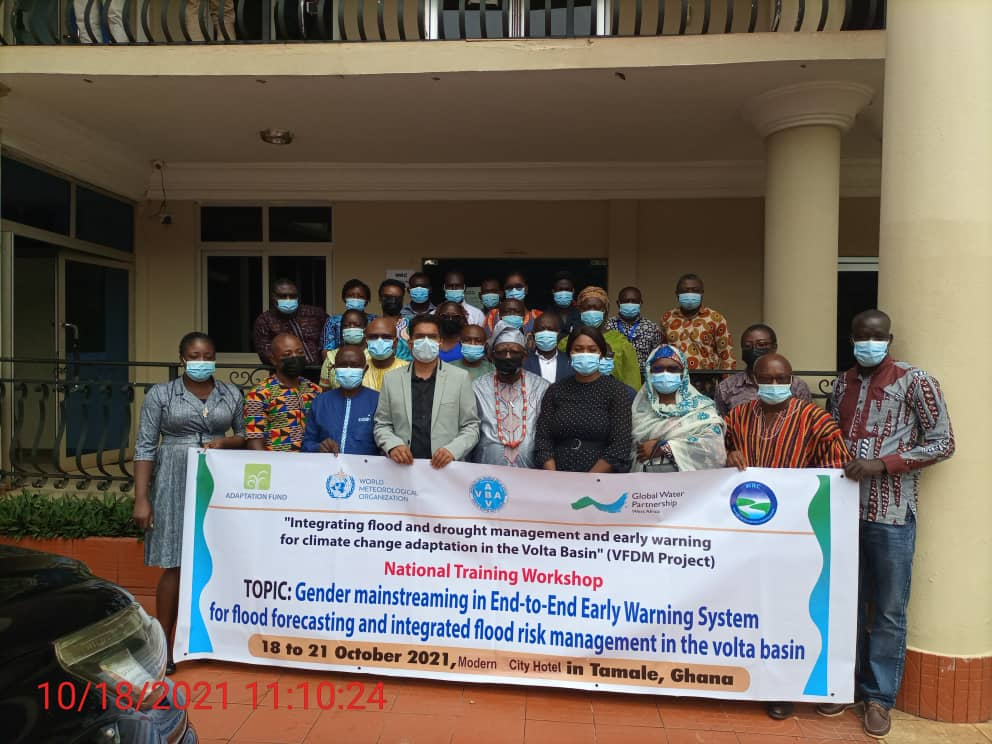 WRC
ADAPTATION FUND
WORLD
METEOROLOGICAL
ORGANIZATION
A
VBA
V
Global Water
Partnership
West Africa
WRC
"Integrating flood and drought management and early warning
for climate change adaptation in the Volta Basin" (VFDM Project)
National Training Workshop
TOPIC: Gender mainstreaming in End-to-End Early Warning System
for flood forecasting and integrated flood risk management in the volta basin
18 to 21 October 2021, Modern City Hotel in Tamale, Ghana
10/18/2021 11:10:24